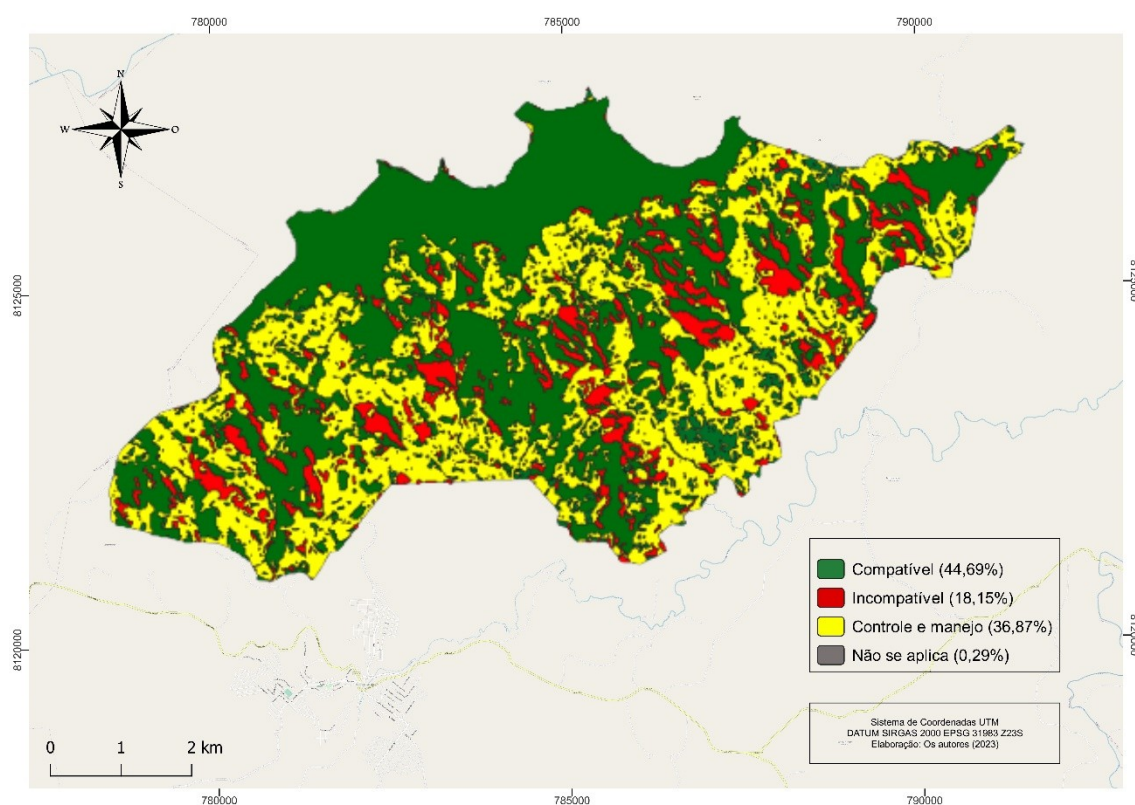 780000
785000
790000
N
W
O
S
8125000
8125000
8120000
8120000
Compatível (44,69%)
Incompatível (18,15%)
Controle e manejo (36,87%)
Não se aplica (0,29%)
Sistema de Coordenadas UTM
DATUM SIRGAS 2000 EPSG 31983 Z23S
Elaboração: Os autores (2023)
0 1 2 km
780000
785000
790000